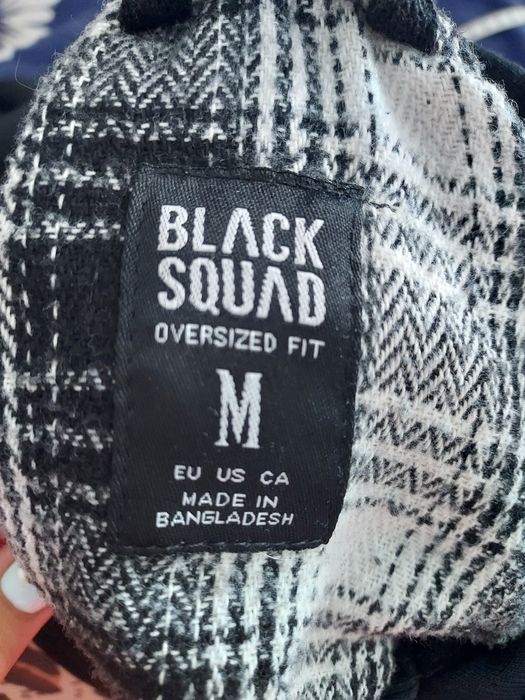 BLACK
SQUAD
OVERSIZED FIT
M
EU US CA
MADE IN
BANGLADESH